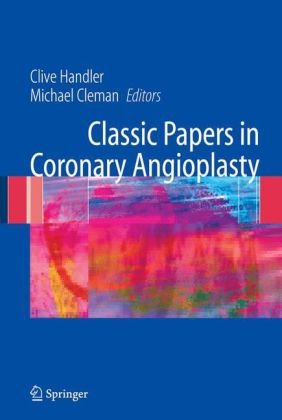 Clive Handler
Michael Cleman Editors
Classic Papers in
Coronary Angioplasty
Springer